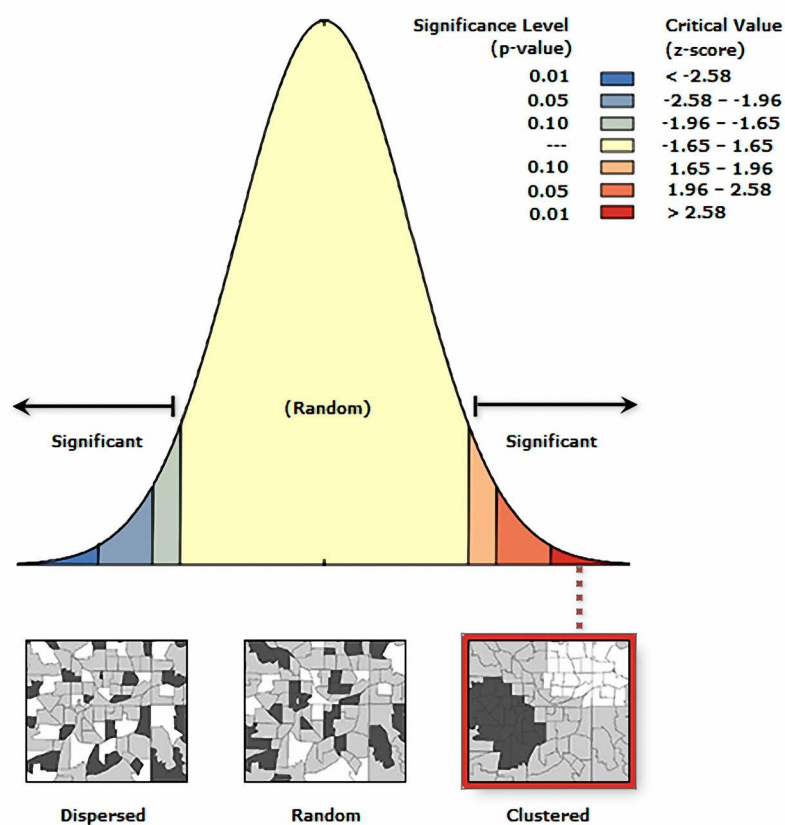 Significance Level Critical Value
(p-value) (z-score)
0.01 < -2.58
0.05 -2.58 – -1.96
0.10 -1.96 – -1.65
--- -1.65 – 1.65
0.10 1.65 – 1.96
0.05 1.96 – 2.58
0.01 > 2.58
(Random)
Significant Significant
Dispersed Random Clustered